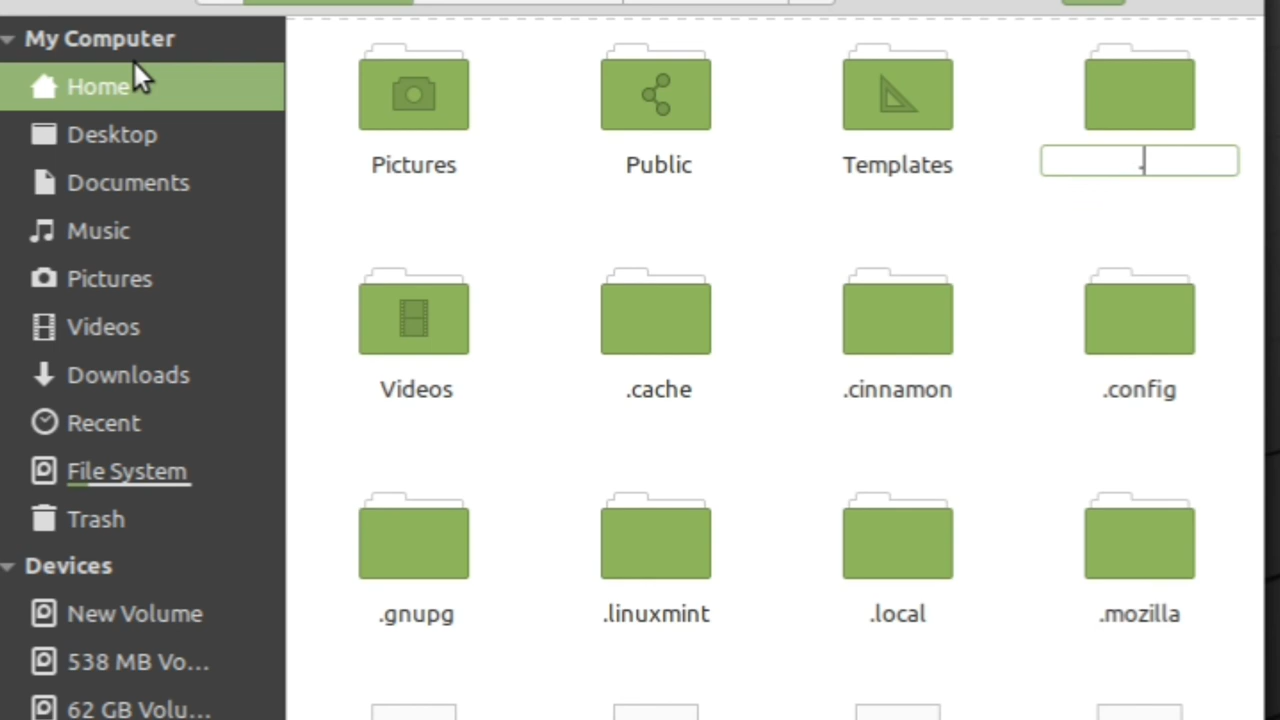 My Computer
Home
Desktop
Documents
Music
Pictures
Videos
Downloads
Recent
File System
Trash
Devices
New Volume
538 MB Vo...
62 GB Volu...
Pictures
Public
Templates
.
Videos
.cache
.cinnamon
.config
.gnupg
.linuxmint
.local
.mozilla